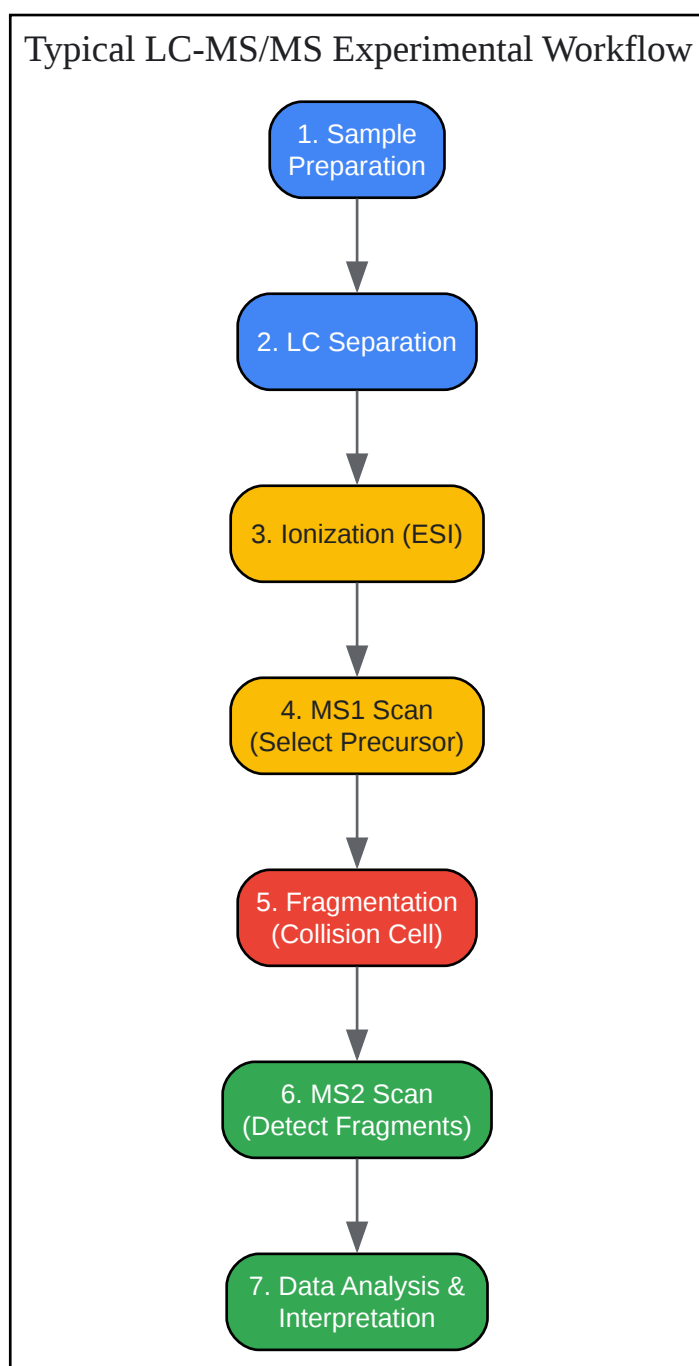 Typical LC-MS/MS Experimental Workflow
1. Sample
Preparation
2. LC Separation
3. Ionization (ESI)
4. MS1 Scan
(Select Precursor)
5. Fragmentation
(Collision Cell)
6. MS2 Scan
(Detect Fragments)
7. Data Analysis &
Interpretation